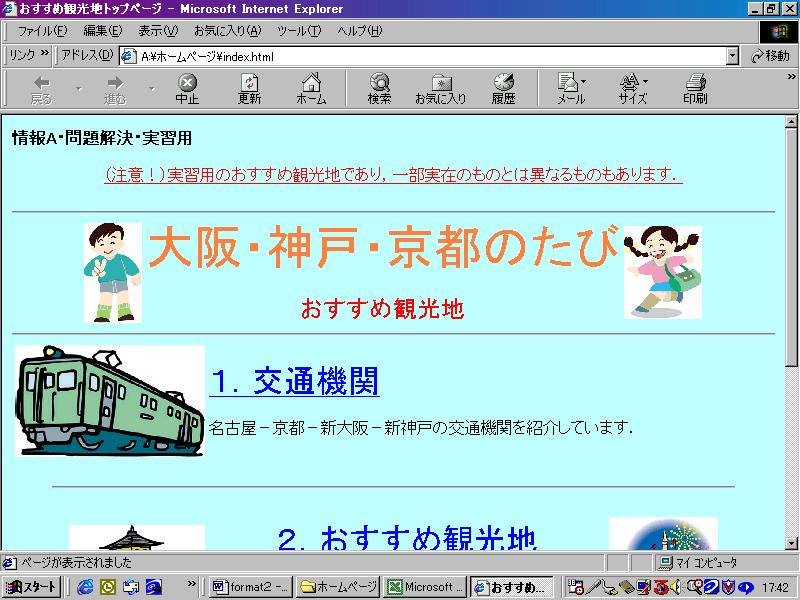 おすすめ観光地トップページ - Microsoft Internet Explorer
ファイル(F) 編集(E) 表示(V) お気に入り(A) ツール(T) ヘルプ(H)
リンク » アドレス(D) A:¥ホームページ¥index.html 移動
戻る 進む 中止 更新 ホーム 検索 お気に入り 履歴 メール サイズ 印刷 »
情報A・問題解決・実習用
（注意！）実習用のおすすめ観光地であり，一部実在のものとは異なるものもあります．
大阪・神戸・京都のたび
おすすめ観光地
１．交通機関
名古屋－京都－新大阪－新神戸の交通機関を紹介しています．
２．おすすめ観光地
ページが表示されました マイ コンピュータ
スタート » format2 -... ホームページ Microsoft ... おすすめ... 17:42